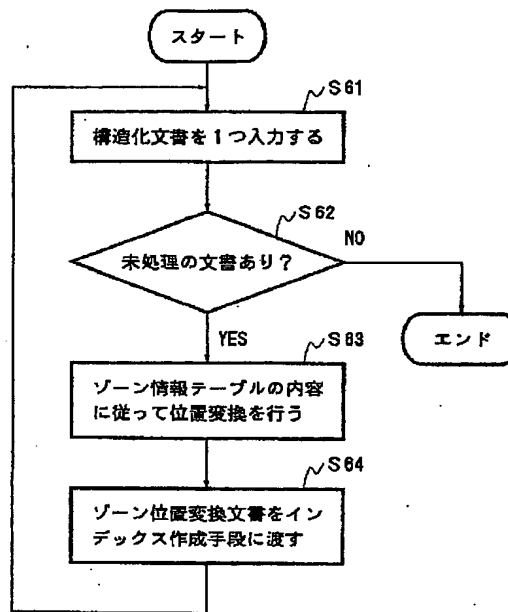 スタート
S61
構造化文書を1つ入力する
S62
未処理の文書あり?
NO
YES
エンド
S63
ゾーン情報テーブルの内容
に従って位置変換を行う
S64
ゾーン位置変換文書をイン
デックス作成手段に渡す